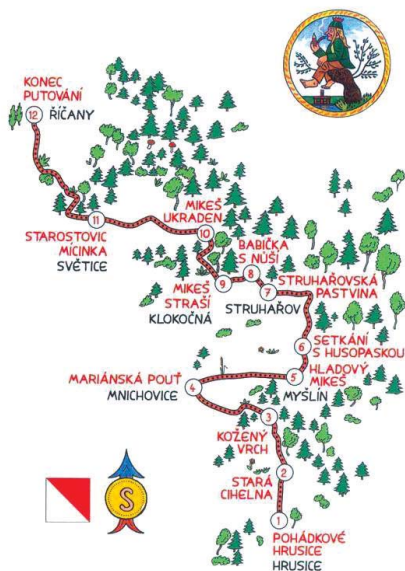 KONEC
PUTOVÁNÍ
12
ŘÍČANY
11
STAROSTOVIC
MÍCINKA
SVĚTICE
MIKEŠ
UKRADEN
10
BABIČKA
S NŮŠÍ
9
8
7
MIKEŠ
STRAŠÍ
KLOKOČNÁ
STRUHAŘOVSKÁ
PASTVINA
STRUHAŘOV
6
SETKÁNÍ
S HUSOPASKOU
5
HLADOVÝ
MIKEŠ
MYŠLÍN
MARIÁNSKÁ POUŤ
MNICHOVICE
4
3
KOŽENÝ
VRCH
2
STARÁ
CIHELNA
1
POHÁDKOVÉ
HRUSICE
HRUSICE
S